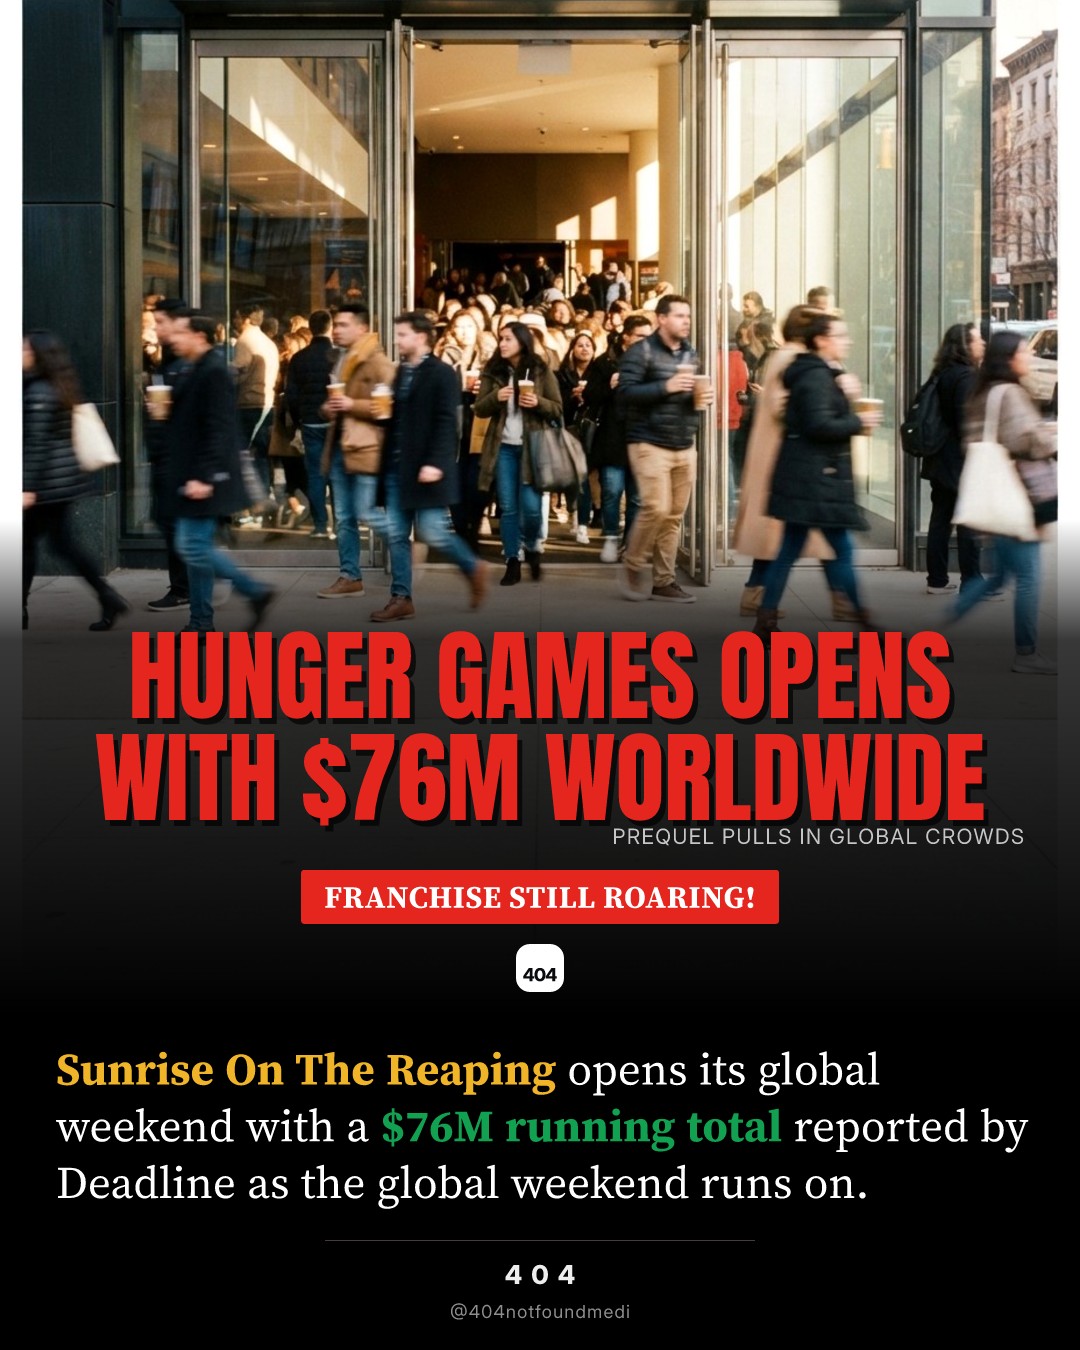 HUNGER GAMES OPENS
WITH $76M WORLDWIDE
PREQUEL PULLS IN GLOBAL CROWDS
FRANCHISE STILL ROARING!
404
Sunrise On The Reaping opens its global
weekend with a $76M running total reported by
Deadline as the global weekend runs on.
404
@404notfoundmedi